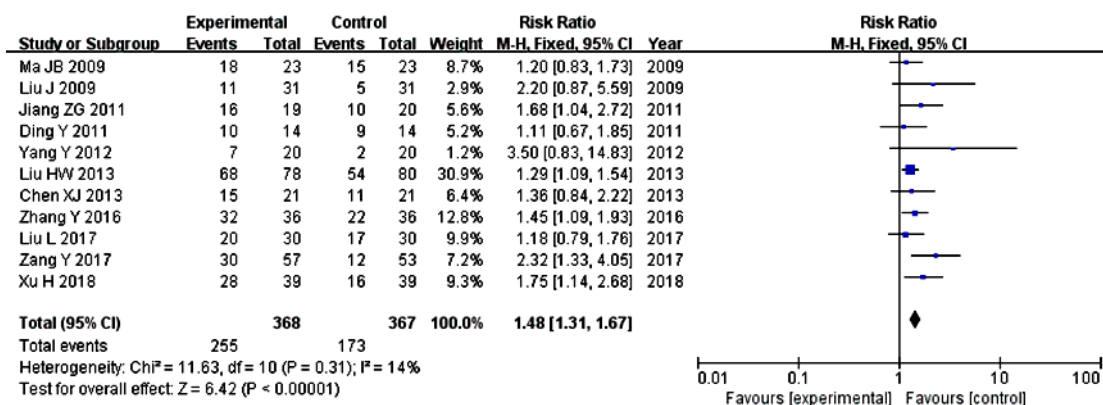 Experimental Control Risk Ratio Risk Ratio
Study or Subgroup Events Total Events Total Weight M-H, Fixed, 95% CI Year M-H, Fixed, 95% CI
Ma JB 2009 18 23 15 23 8.7% 1.20 [0.83, 1.73] 2009
Liu J 2009 11 31 5 31 2.9% 2.20 [0.87, 5.59] 2009
Jiang ZG 2011 16 19 10 20 5.6% 1.68 [1.04, 2.72] 2011
Ding Y 2011 10 14 9 14 5.2% 1.11 [0.67, 1.85] 2011
Yang Y 2012 7 20 2 20 1.2% 3.50 [0.83, 14.83] 2012
Liu HW 2013 68 78 54 80 30.9% 1.29 [1.09, 1.54] 2013
Chen XJ 2013 15 21 11 21 6.4% 1.36 [0.84, 2.22] 2013
Zhang Y 2016 32 36 22 36 12.8% 1.45 [1.09, 1.93] 2016
Liu L 2017 20 30 17 30 9.9% 1.18 [0.79, 1.76] 2017
Zang Y 2017 30 57 12 53 7.2% 2.32 [1.33, 4.05] 2017
Xu H 2018 28 39 16 39 9.3% 1.75 [1.14, 2.68] 2018
Total (95% CI) 368 367 100.0% 1.48 [1.31, 1.67]
Total events 255 173
Heterogeneity: Chi² = 11.63, df = 10 (P = 0.31); I² = 14%
Test for overall effect: Z = 6.42 (P < 0.00001)
0.01 0.1 1 10 100
Favours [experimental] Favours [control]